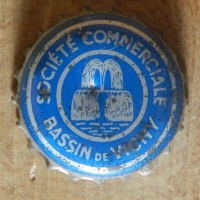 SOCIÉTÉ COMMERCIALE
BASSIN DE VICHY